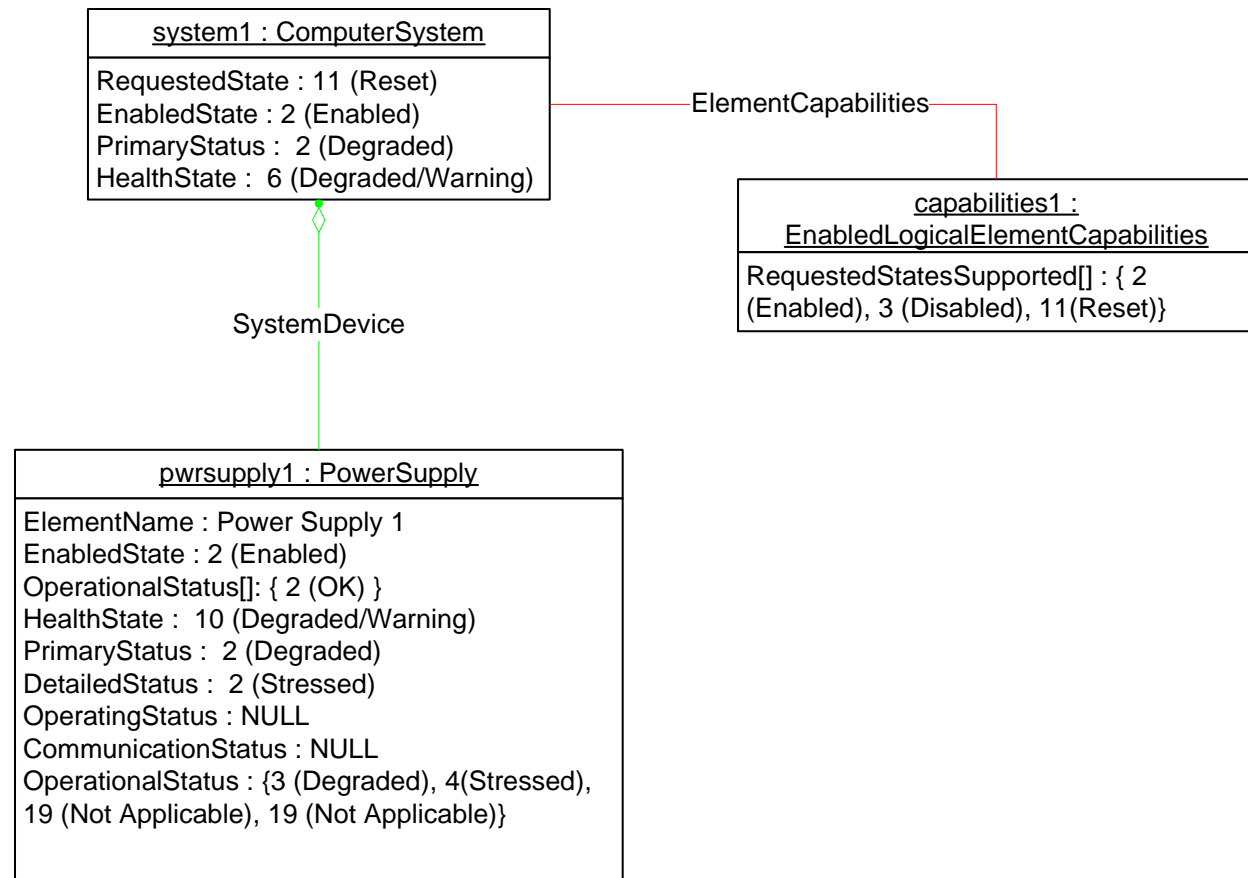 system1 : ComputerSystem
RequestedState : 11 (Reset)
EnabledState : 2 (Enabled)
PrimaryStatus :  2 (Degraded)
HealthState :  6 (Degraded/Warning)
ElementCapabilities
capabilities1 :
EnabledLogicalElementCapabilities
RequestedStatesSupported[] : { 2
(Enabled), 3 (Disabled), 11(Reset)}
SystemDevice
pwrsupply1 : PowerSupply
ElementName : Power Supply 1
EnabledState : 2 (Enabled)
OperationalStatus[]: { 2 (OK) }
HealthState :  10 (Degraded/Warning)
PrimaryStatus :  2 (Degraded)
DetailedStatus :  2 (Stressed)
OperatingStatus : NULL
CommunicationStatus : NULL
OperationalStatus : {3 (Degraded), 4(Stressed),
19 (Not Applicable), 19 (Not Applicable)}